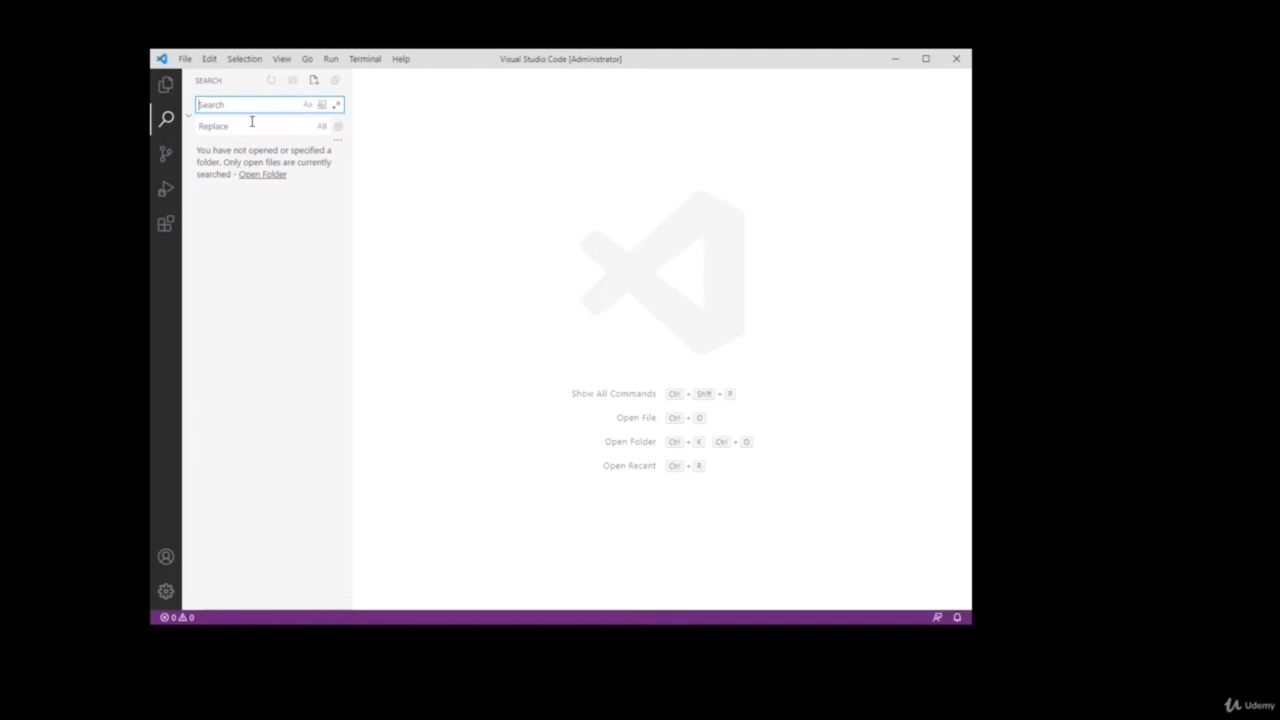 File Edit Selection View Go Run Terminal Help
Visual Studio Code [Administrator]
SEARCH
Search
Aa
Replace
AB
...
You have not opened or specified a
folder. Only open files are currently
searched - Open Folder
Show All Commands Ctrl + Shift + P
Open File Ctrl + O
Open Folder Ctrl + K Ctrl + O
Open Recent Ctrl + R
0 0
Udemy